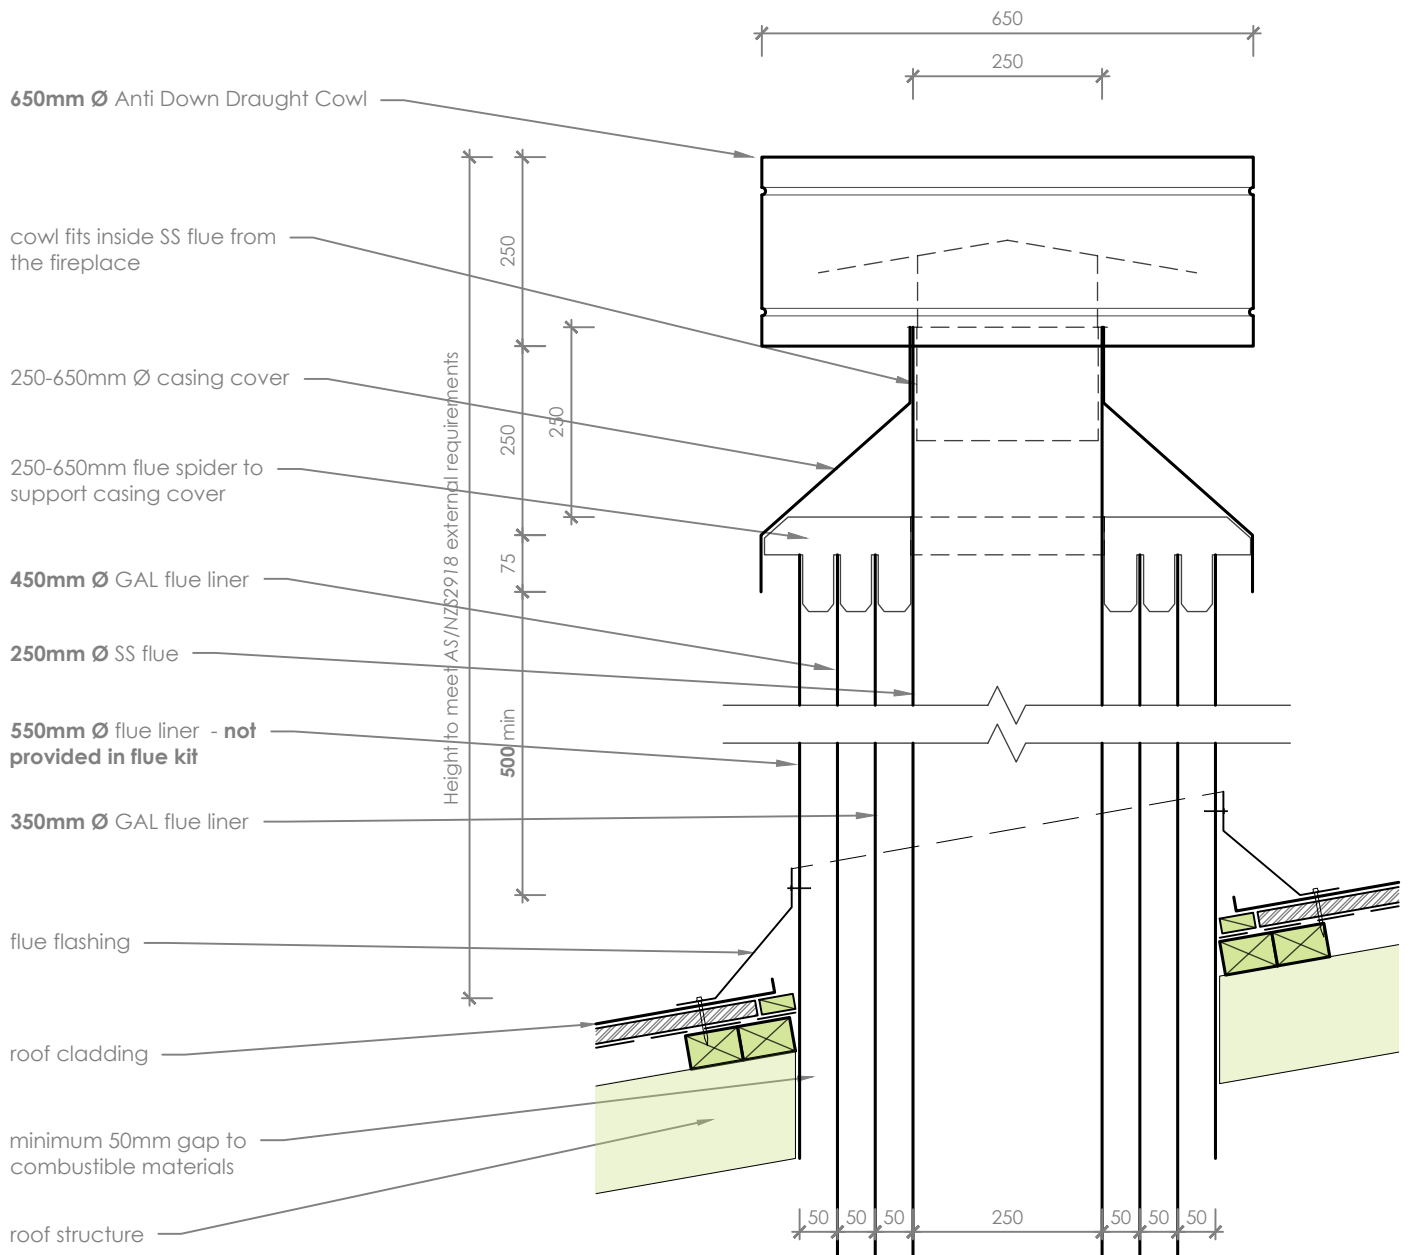 650
250
650mm Ø Anti Down Draught Cowl
cowl fits inside SS flue from
the fireplace
250
250-650mm Ø casing cover
250
250
250-650mm flue spider to
support casing cover
Height to meet AS/NZS2918 external requirements
75
450mm Ø GAL flue liner
250mm Ø SS flue
550mm Ø flue liner - not
provided in flue kit
500 min
350mm Ø GAL flue liner
flue flashing
roof cladding
minimum 50mm gap to
combustible materials
roof structure
50 50 50 250 50 50 50